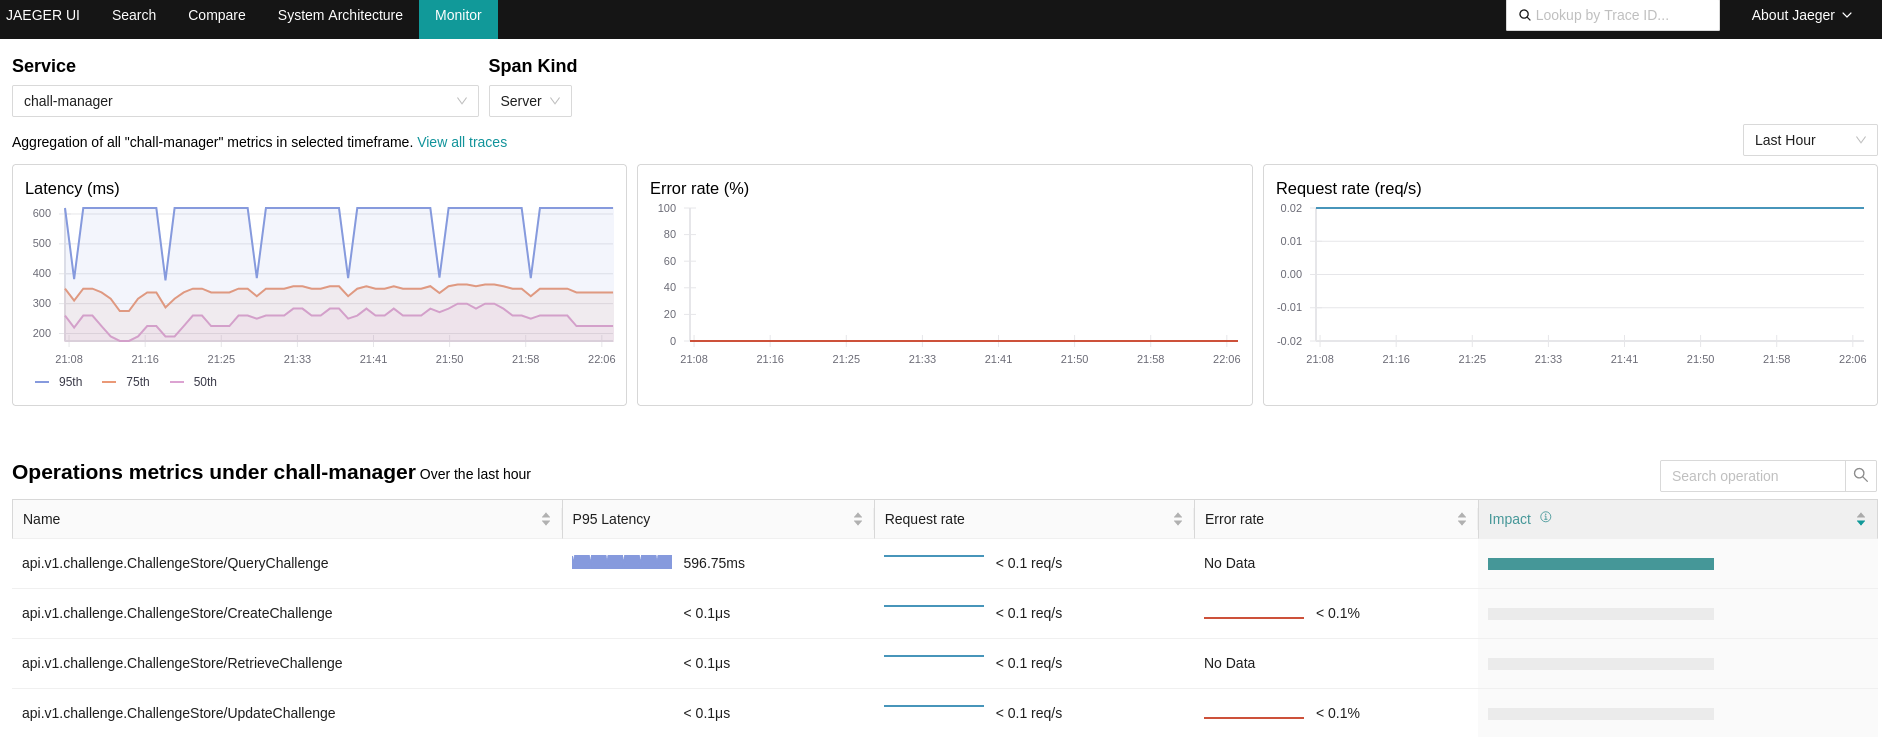 JAEGER UI Search Compare System Architecture Monitor Lookup by Trace ID... About Jaeger
Service Span Kind
chall-manager Server
Aggregation of all "chall-manager" metrics in selected timeframe. View all traces Last Hour
Latency (ms)
600
500
400
300
200
21:08 21:16 21:25 21:33 21:41 21:50 21:58 22:06
95th 75th 50th
Error rate (%)
100
80
60
40
20
0
21:08 21:16 21:25 21:33 21:41 21:50 21:58 22:06
Request rate (req/s)
0.02
0.01
0.00
-0.01
-0.02
21:08 21:16 21:25 21:33 21:41 21:50 21:58 22:06
Operations metrics under chall-manager Over the last hour Search operation
Name P95 Latency Request rate Error rate Impact
api.v1.challenge.ChallengeStore/QueryChallenge 596.75ms < 0.1 req/s No Data
api.v1.challenge.ChallengeStore/CreateChallenge < 0.1μs < 0.1 req/s < 0.1%
api.v1.challenge.ChallengeStore/RetrieveChallenge < 0.1μs < 0.1 req/s No Data
api.v1.challenge.ChallengeStore/UpdateChallenge < 0.1μs < 0.1 req/s < 0.1%